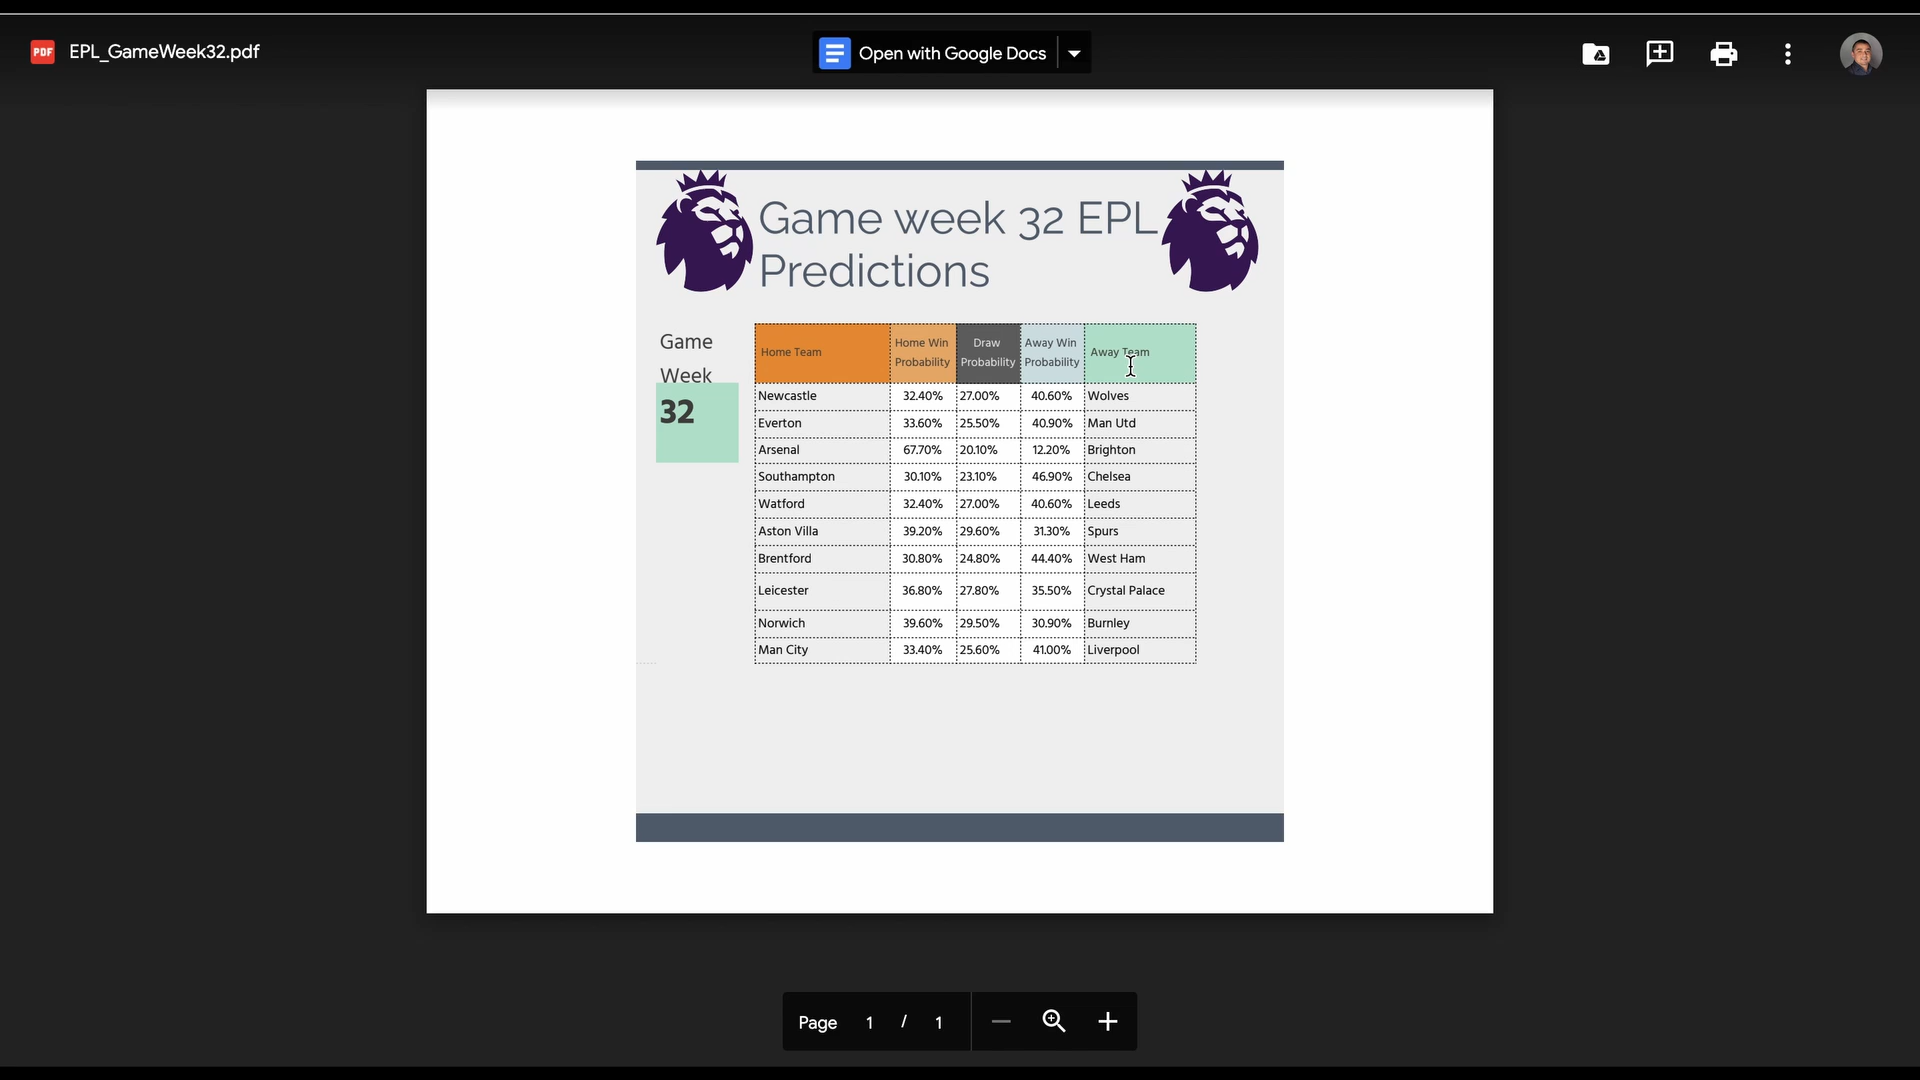 PDF EPL_GameWeek32.pdf
Open with Google Docs
Game week 32 EPL
Predictions
Game
Week
32
Home Team Home Win Probability Draw Probability Away Win Probability Away Team
Newcastle 32.40% 27.00% 40.60% Wolves
Everton 33.60% 25.50% 40.90% Man Utd
Arsenal 67.70% 20.10% 12.20% Brighton
Southampton 30.10% 23.10% 46.90% Chelsea
Watford 32.40% 27.00% 40.60% Leeds
Aston Villa 39.20% 29.60% 31.30% Spurs
Brentford 30.80% 24.80% 44.40% West Ham
Leicester 36.80% 27.80% 35.50% Crystal Palace
Norwich 39.60% 29.50% 30.90% Burnley
Man City 33.40% 25.60% 41.00% Liverpool
Page 1 / 1